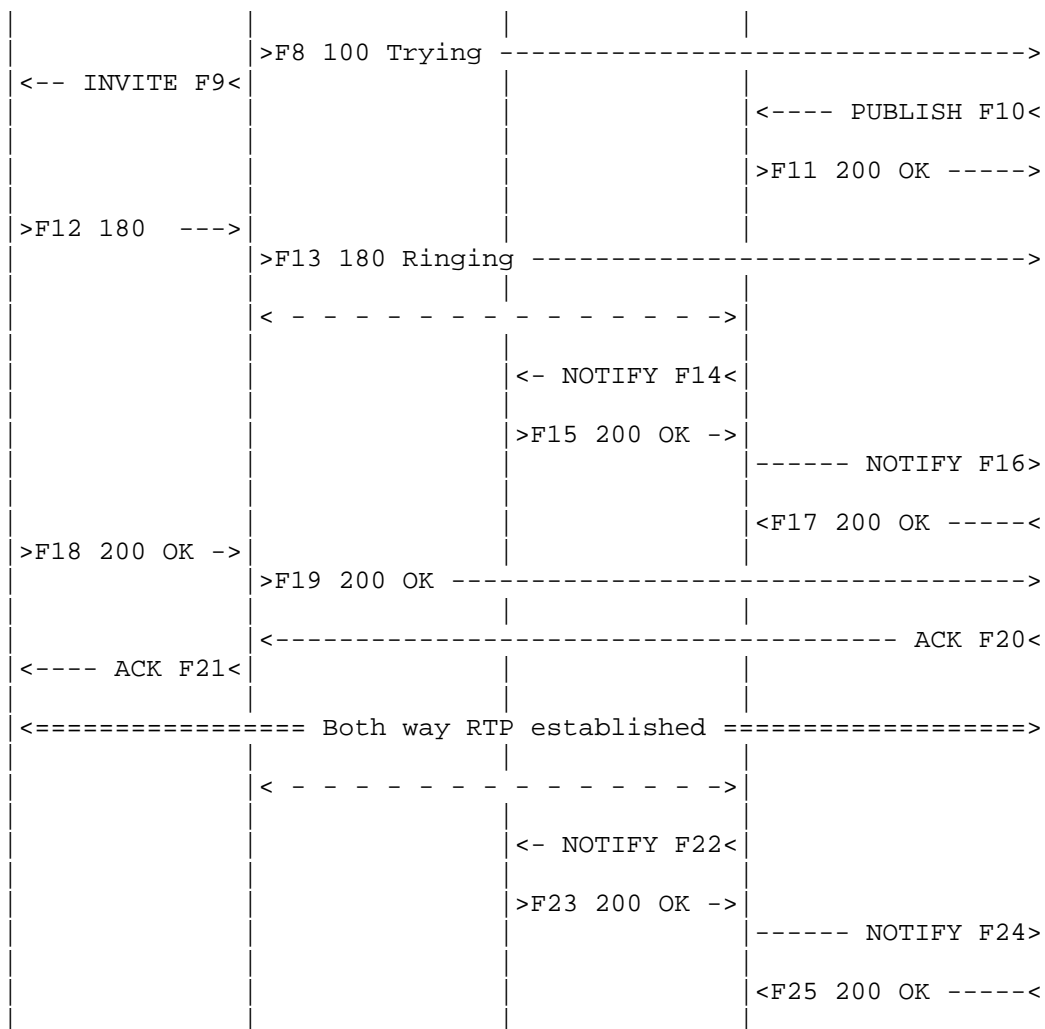 >F8 100 Trying --------------------------------->
<-- INVITE F9<
<---- PUBLISH F10<
>F11 200 OK ----->
>F12 180 --->
>F13 180 Ringing ------------------------------->
< - - - - - - - - - - - - - - ->
<- NOTIFY F14<
>F15 200 OK ->
------ NOTIFY F16>
<F17 200 OK -----<
>F18 200 OK ->
>F19 200 OK ------------------------------------>
<--------------------------------------- ACK F20<
<---- ACK F21<
<================= Both way RTP established ===================>
< - - - - - - - - - - - - - - ->
<- NOTIFY F22<
>F23 200 OK ->
------ NOTIFY F24>
<F25 200 OK -----<